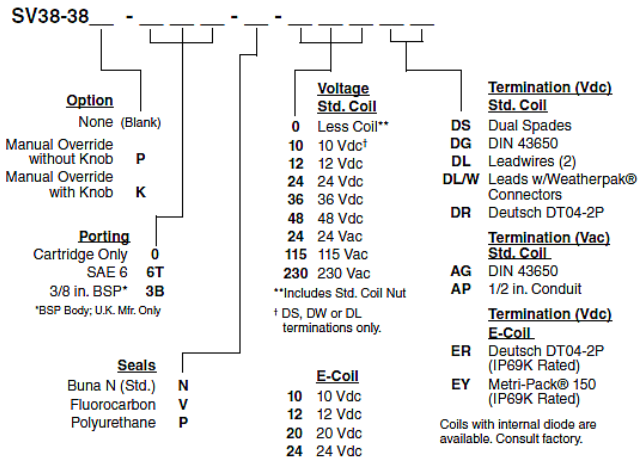 SV38-38__ - __ __ __ - __ - __ __ __ __
Option
None (Blank)
Manual Override
without Knob P
Manual Override
with Knob K
Porting
Cartridge Only 0
SAE 6 6T
3/8 in. BSP* 3B
*BSP Body; U.K. Mfr. Only
Seals
Buna N (Std.) N
Fluorocarbon V
Polyurethane P
Voltage
Std. Coil
0 Less Coil**
10 10 Vdc†
12 12 Vdc
24 24 Vdc
36 36 Vdc
48 48 Vdc
24 24 Vac
115 115 Vac
230 230 Vac
**Includes Std. Coil Nut
† DS, DW or DL
terminations only.
E-Coil
10 10 Vdc
12 12 Vdc
20 20 Vdc
24 24 Vdc
Termination (Vdc)
Std. Coil
DS Dual Spades
DG DIN 43650
DL Leadwires (2)
DL/W Leads w/Weatherpak®
Connectors
DR Deutsch DT04-2P
Termination (Vac)
Std. Coil
AG DIN 43650
AP 1/2 in. Conduit
Termination (Vdc)
E-Coil
ER Deutsch DT04-2P
(IP69K Rated)
EY Metri-Pack® 150
(IP69K Rated)
Coils with internal diode are
available. Consult factory.